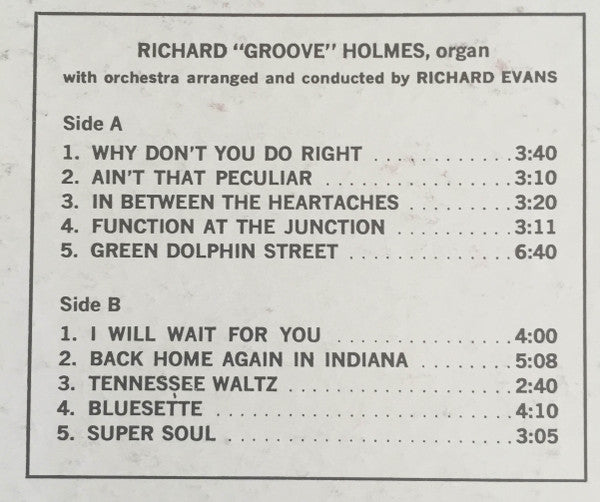 RICHARD "GROOVE" HOLMES, organ
with orchestra arranged and conducted by RICHARD EVANS
Side A
1. WHY DON'T YOU DO RIGHT . . . . . . . . . . . . 3:40
2. AIN'T THAT PECULIAR . . . . . . . . . . . . . . . . 3:10
3. IN BETWEEN THE HEARTACHES . . . . . . . . . 3:20
4. FUNCTION AT THE JUNCTION . . . . . . . . . . 3:11
5. GREEN DOLPHIN STREET . . . . . . . . . . . . . . 6:40
Side B
1. I WILL WAIT FOR YOU . . . . . . . . . . . . . . . 4:00
2. BACK HOME AGAIN IN INDIANA . . . . . . . . 5:08
3. TENNESSEE WALTZ . . . . . . . . . . . . . . . . . . 2:40
4. BLUESETTE . . . . . . . . . . . . . . . . . . . . . . . . 4:10
5. SUPER SOUL . . . . . . . . . . . . . . . . . . . . . . . 3:05